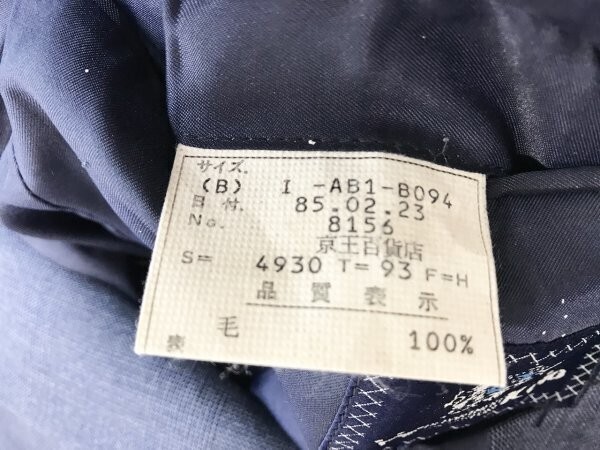 サイズ.
(B) I -AB1-B094
日 付. 85.02.23
No. 8156
京王百貨店
S= 4930 T= 93 F=H
品 質 表 示
表 毛 100%